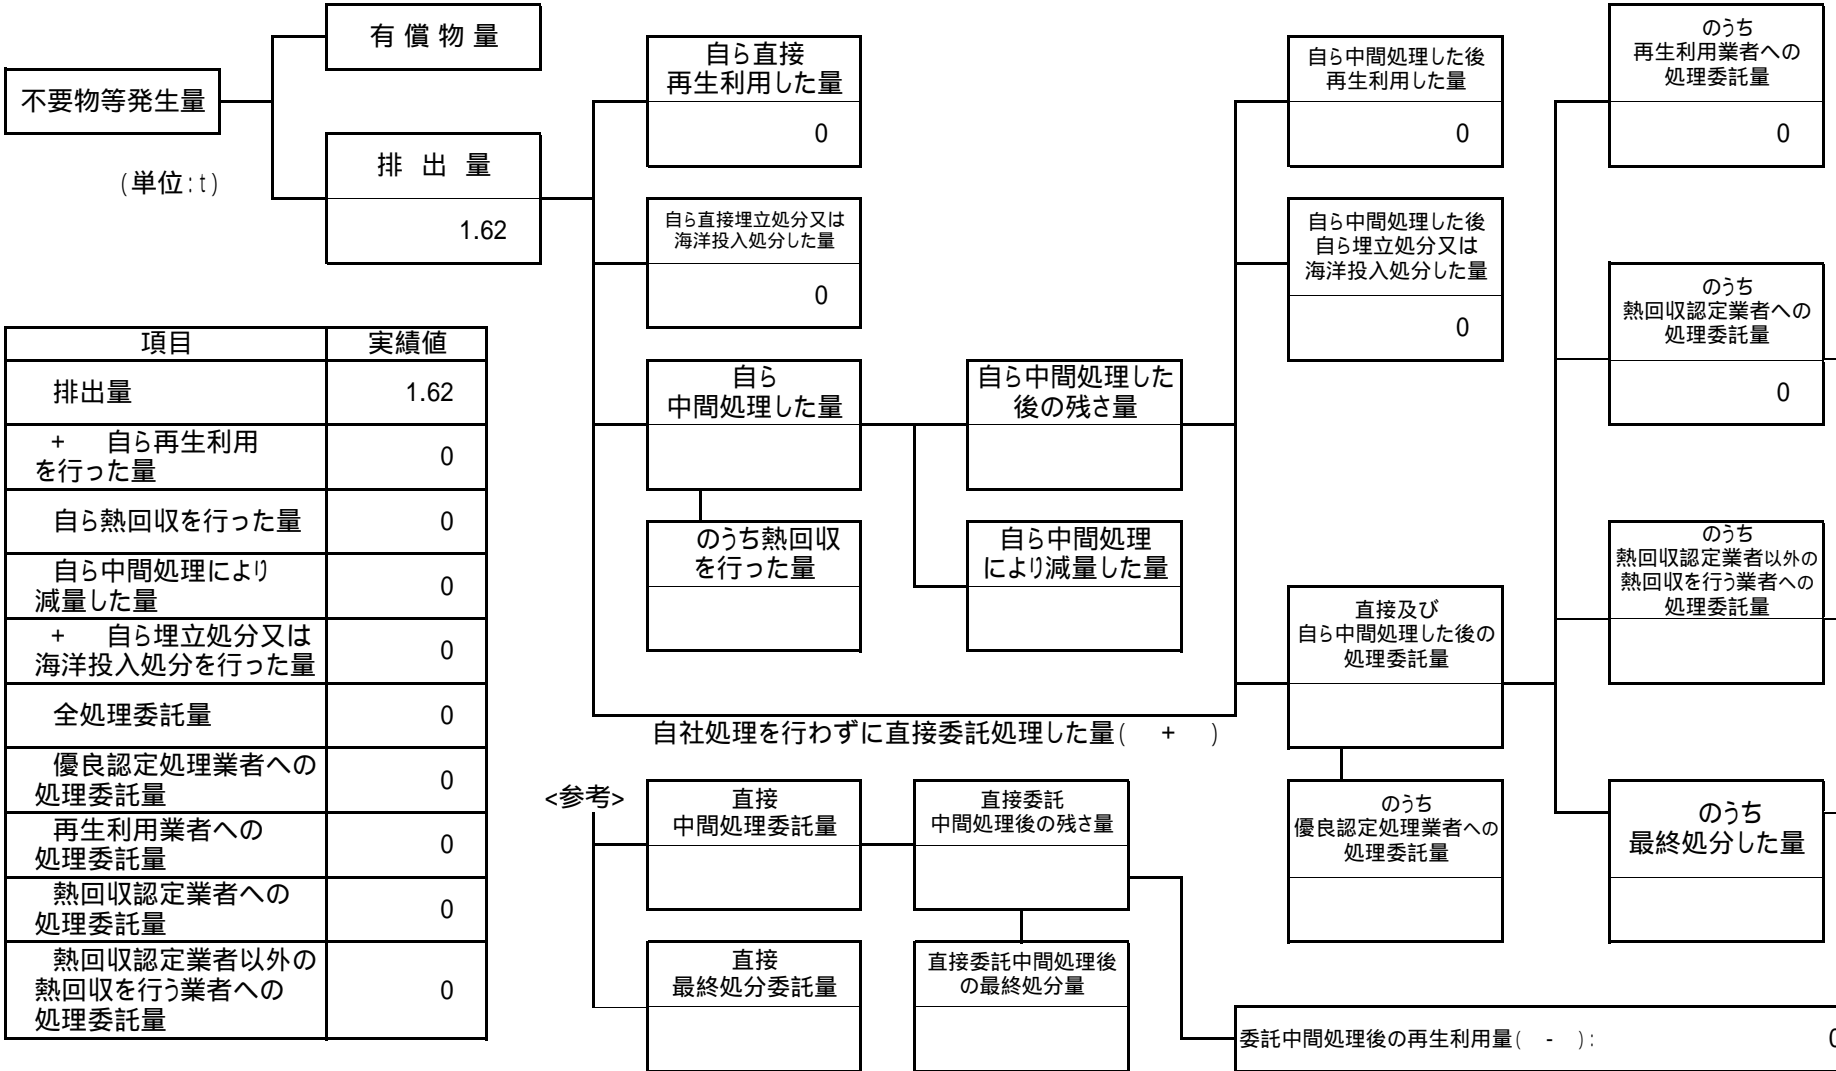 有償物量
不要物等発生量
(単位:t)
排出量
1.62
自ら直接
再生利用した量
0
自ら直接埋立処分又は
海洋投入処分した量
0
自ら
中間処理した量
のうち熱回収
を行った量
自ら中間処理した
後の残さ量
自ら中間処理
により減量した量
自ら中間処理した後
再生利用した量
0
自ら中間処理した後
自ら埋立処分又は
海洋投入処分した量
0
直接及び
自ら中間処理した後の
処理委託量
のうち
優良認定処理業者への
処理委託量
のうち
再生利用業者への
処理委託量
0
のうち
熱回収認定業者への
処理委託量
0
のうち
熱回収認定業者以外の
熱回収を行う業者への
処理委託量
のうち
最終処分した量
自社処理を行わずに直接委託処理した量( + )
項目 実績値
排出量 1.62
+ 自ら再生利用
を行った量 0
自ら熱回収を行った量 0
自ら中間処理により
減量した量 0
+ 自ら埋立処分又は
海洋投入処分を行った量 0
全処理委託量 0
優良認定処理業者への
処理委託量 0
再生利用業者への
処理委託量 0
熱回収認定業者への
処理委託量 0
熱回収認定業者以外の
熱回収を行う業者への
処理委託量 0
<参考>
直接
中間処理委託量
直接委託
中間処理後の残さ量
直接
最終処分委託量
直接委託中間処理後
の最終処分量
委託中間処理後の再生利用量( - ): 0